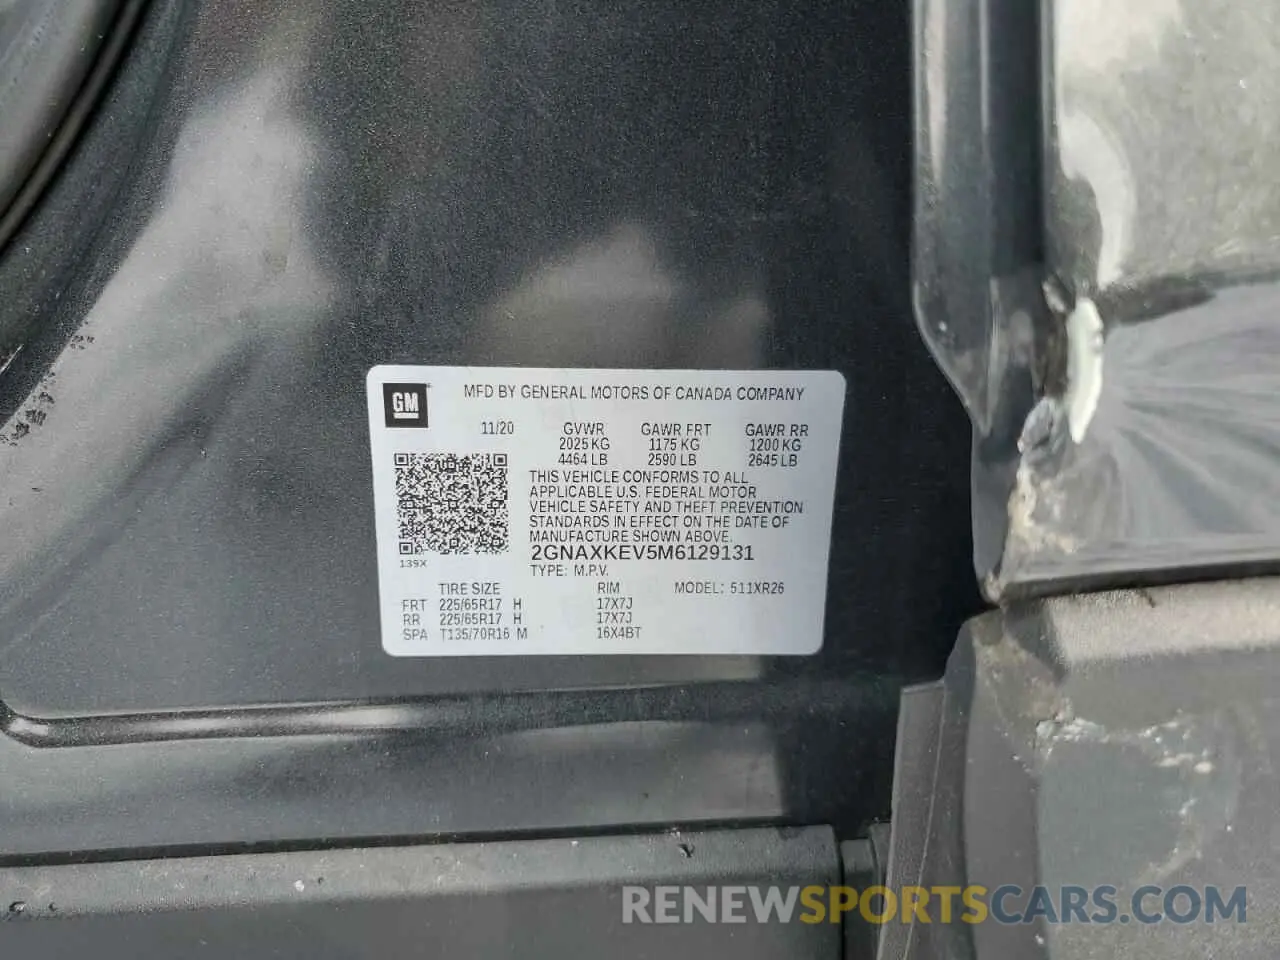 GM
MFD BY GENERAL MOTORS OF CANADA COMPANY
11/20 GVWR GAWR FRT GAWR RR
2025 KG 1175 KG 1200 KG
4464 LB 2590 LB 2645 LB
THIS VEHICLE CONFORMS TO ALL
APPLICABLE U.S. FEDERAL MOTOR
VEHICLE SAFETY AND THEFT PREVENTION
STANDARDS IN EFFECT ON THE DATE OF
MANUFACTURE SHOWN ABOVE.
2GNAXKEV5M6129131
139X
TYPE: M.P.V.
TIRE SIZE RIM MODEL: 511XR26
FRT 225/65R17 H 17X7J
RR 225/65R17 H 17X7J
SPA T135/70R16 M 16X4BT
RENEWSPORTSCARS.COM